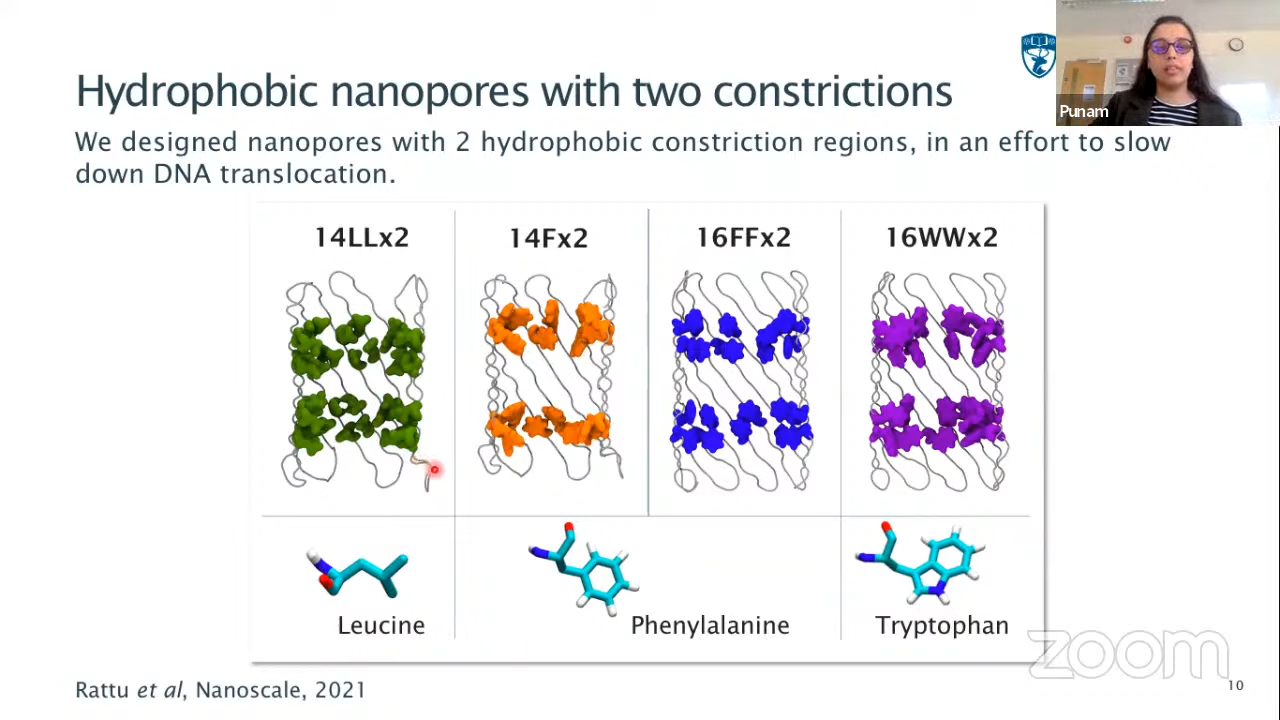 Hydrophobic nanopores with two constrictions
Punam
We designed nanopores with 2 hydrophobic constriction regions, in an effort to slow
down DNA translocation.
14LLx2 14Fx2 16FFx2 16WWx2
Leucine Phenylalanine Tryptophan
zoom
Rattu et al, Nanoscale, 2021
10